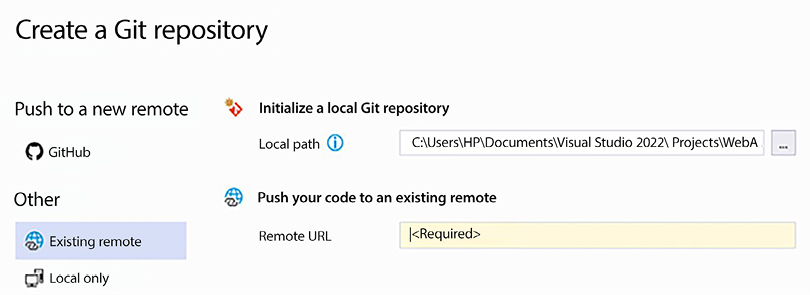 Create a Git repository
Push to a new remote
GitHub
Other
Existing remote
Local only
Initialize a local Git repository
Local path
C:\Users\HP\Documents\Visual Studio 2022\ Projects\WebA
...
Push your code to an existing remote
Remote URL
<Required>